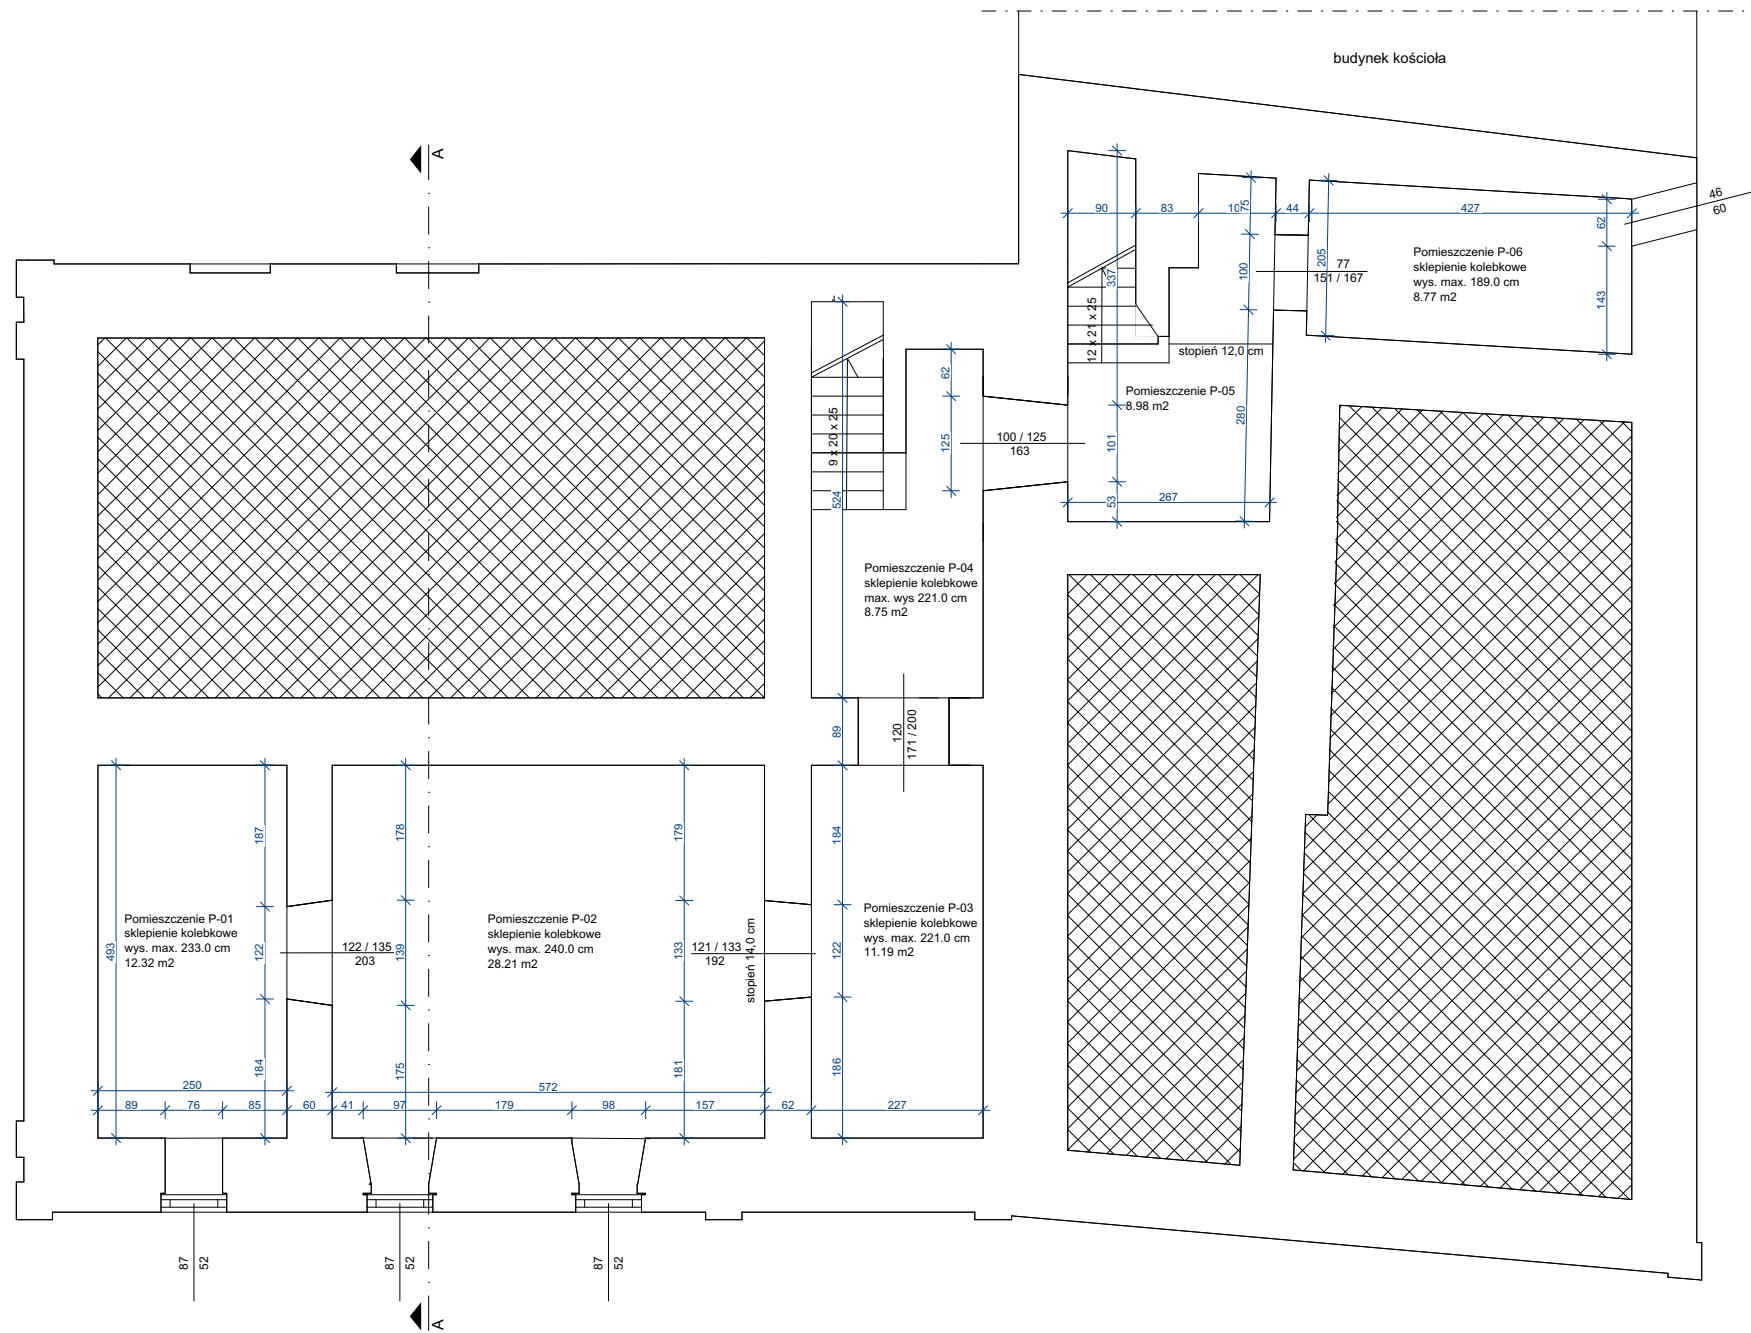 budynek kościoła
A
46
60
90
83
75
44
427
62
Pomieszczenie P-06
sklepienie kolebkowe
wys. max. 189.0 cm
8.77 m2
205
77
151 / 167
100
337
143
12 x 21 x 25
stopień 12,0 cm
Pomieszczenie P-05
8.98 m2
280
62
9 x 20 x 25
125
100 / 125
163
101
524
267
53
Pomieszczenie P-04
sklepienie kolebkowe
max. wys 221.0 cm
8.75 m2
89
120
171 / 200
187
178
179
184
Pomieszczenie P-01
sklepienie kolebkowe
wys. max. 233.0 cm
12.32 m2
493
122
122 / 135
203
139
Pomieszczenie P-02
sklepienie kolebkowe
wys. max. 240.0 cm
28.21 m2
133
121 / 133
192
stopień 14,0 cm
122
Pomieszczenie P-03
sklepienie kolebkowe
wys. max. 221.0 cm
11.19 m2
184
175
181
186
250
572
89
76
85
60
41
97
179
98
157
62
227
87
52
87
52
87
52
A